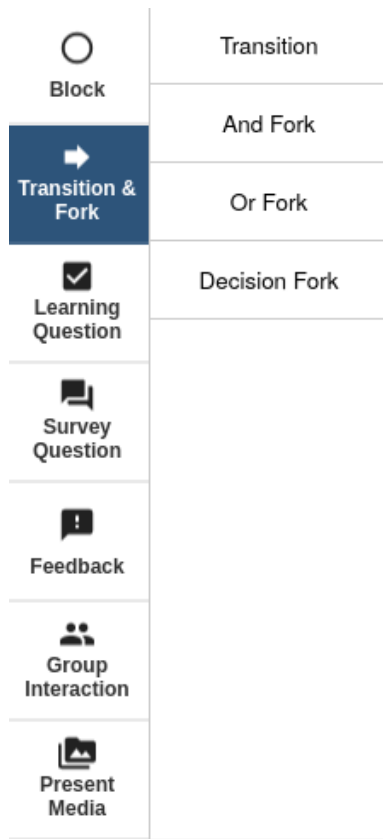 Block
Transition &
Fork
Learning
Question
Survey
Question
Feedback
Group
Interaction
Present
Media
Transition
And Fork
Or Fork
Decision Fork